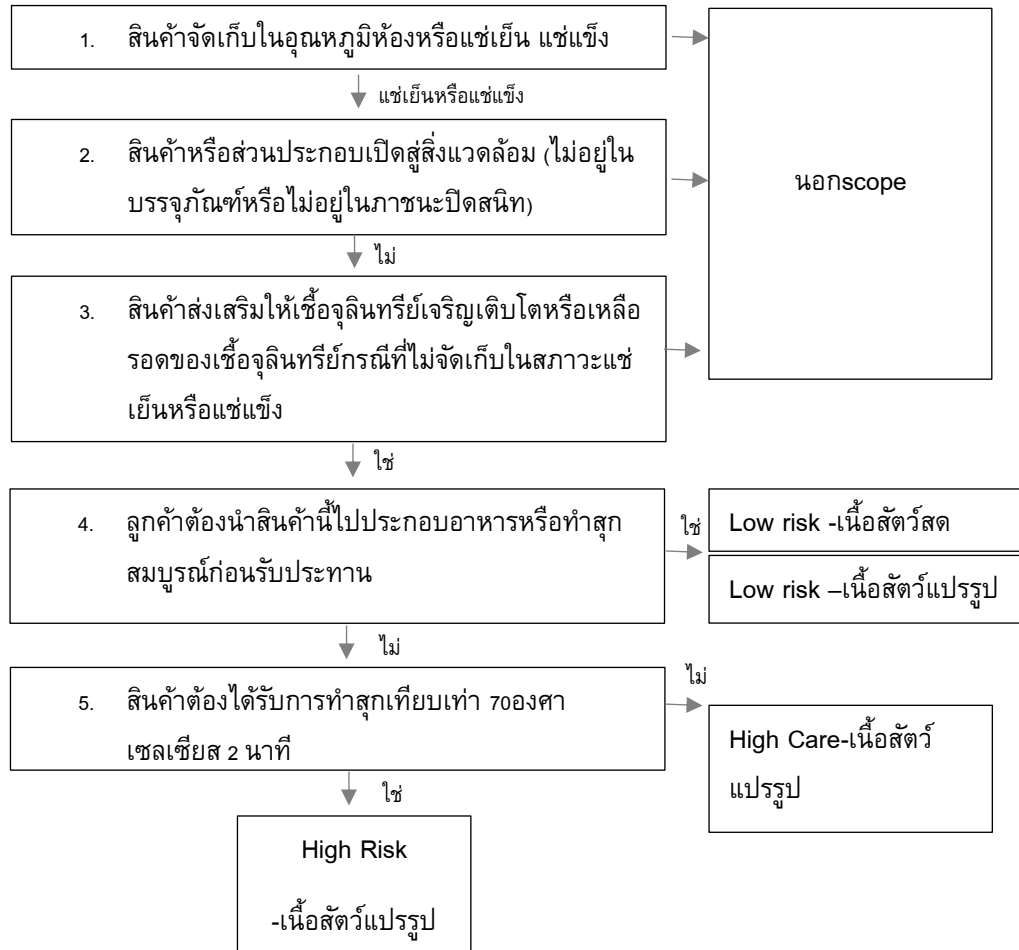 1. สินค้าจัดเก็บในอุณหภูมิห้องหรือแช่เย็น แช่แข็ง
แช่เย็นหรือแช่แข็ง
2. สินค้าหรือส่วนประกอบเปิดสู่สิ่งแวดล้อม (ไม่อยู่ใน
บรรจุภัณฑ์หรือไม่อยู่ในภาชนะปิดสนิท)
นอกscope
ไม่
3. สินค้าส่งเสริมให้เชื้อจุลินทรีย์เจริญเติบโตหรือเหลือ
รอดของเชื้อจุลินทรีย์กรณีที่ไม่จัดเก็บในสภาวะแช่
เย็นหรือแช่แข็ง
ใช่
4. ลูกค้าต้องนำสินค้านี้ไปประกอบอาหารหรือทำสุก
สมบูรณ์ก่อนรับประทาน
ใช่
Low risk -เนื้อสัตว์สด
Low risk –เนื้อสัตว์แปรรูป
ไม่
5. สินค้าต้องได้รับการทำสุกเทียบเท่า 70องศา
เซลเซียส 2 นาที
ไม่
High Care-เนื้อสัตว์
แปรรูป
ใช่
High Risk
-เนื้อสัตว์แปรรูป